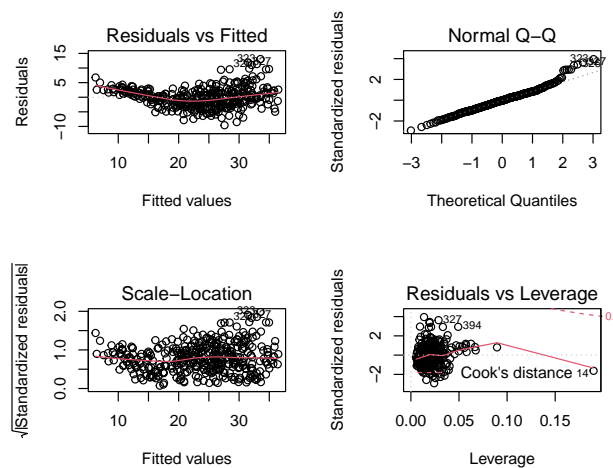 Residuals vs Fitted
Residuals
15
5
−10
10
20
30
Fitted values
Normal Q−Q
Standardized residuals
2
−2
−3
−1
0
1
2
3
Theoretical Quantiles
Scale−Location
√|Standardized residuals|
2.0
1.0
0.0
10
20
30
Fitted values
Residuals vs Leverage
Standardized residuals
2
−2
327
394
Cook's distance
14
0.00
0.05
0.10
0.15
Leverage